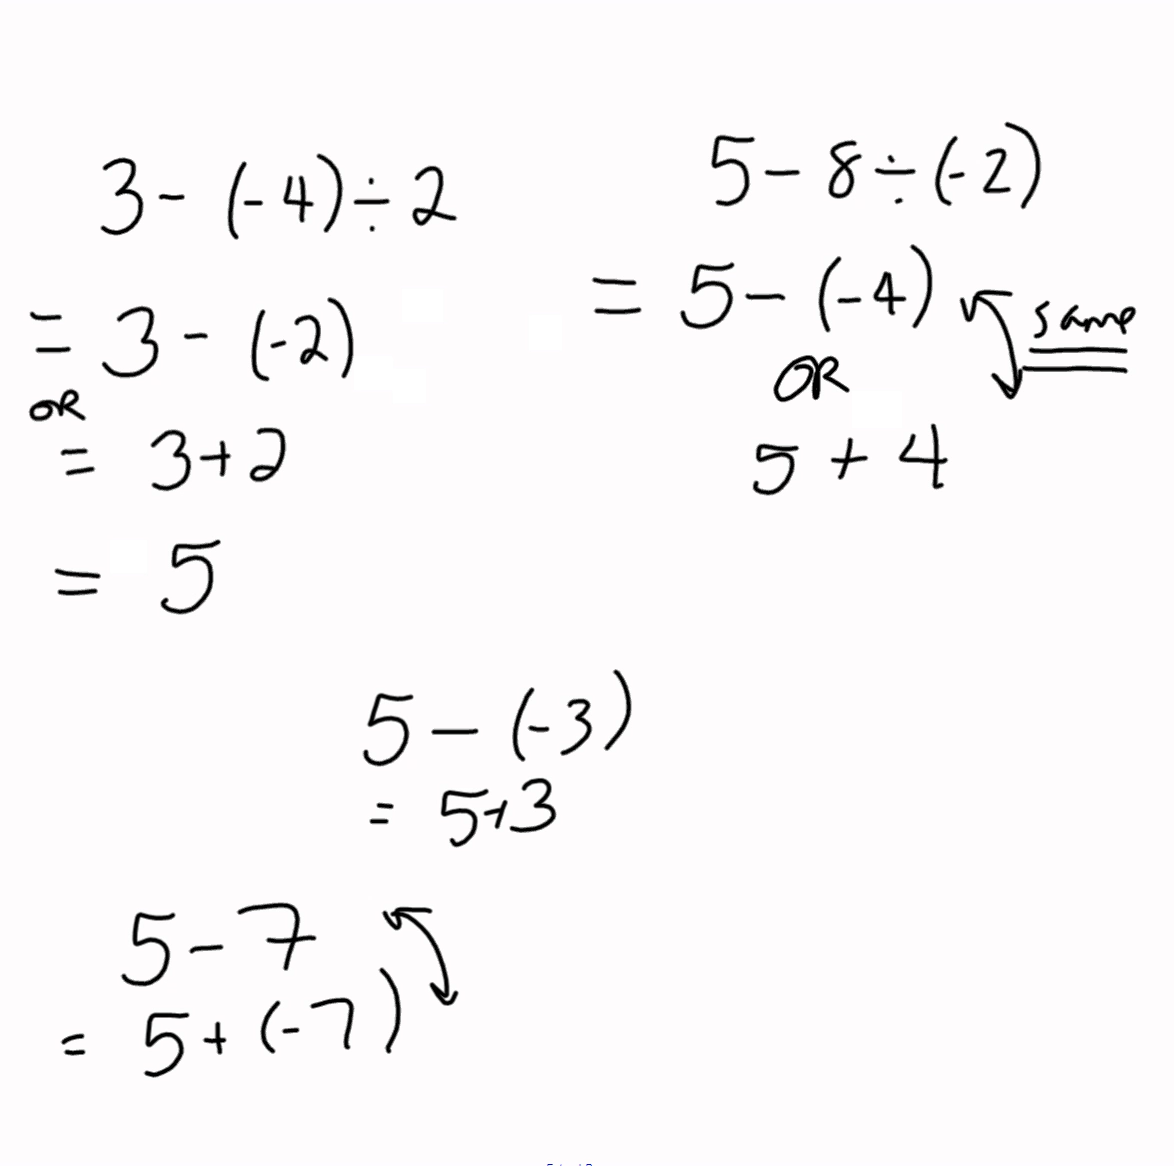 3 - (-4) ÷ 2
= 3 - (-2)
OR
= 3+2
= 5
5 - 8 ÷ (-2)
= 5 - (-4)
same
OR
5 + 4
5 - (-3)
= 5+3
5 - 7
= 5 + (-7)